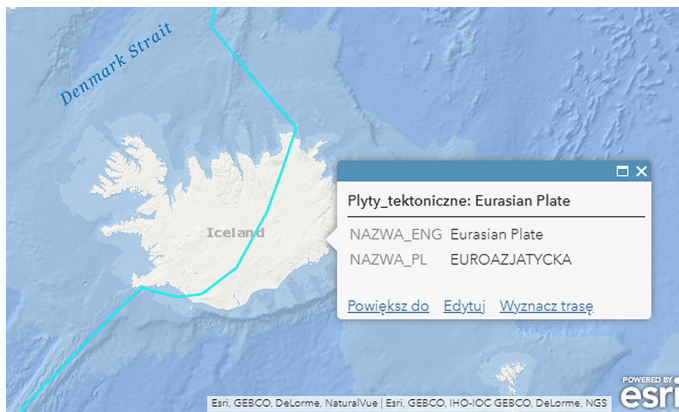 Denmark Strait
Iceland
Plyty_tektoniczne: Eurasian Plate
NAZWA_ENG Eurasian Plate
NAZWA_PL EUROAZJATYCKA
Powiększ do Edytuj Wyznacz trasę
POWERED BY
esri
Esri, GEBCO, DeLorme, NaturalVue | Esri, GEBCO, IHO-IOC GEBCO, DeLorme, NGS